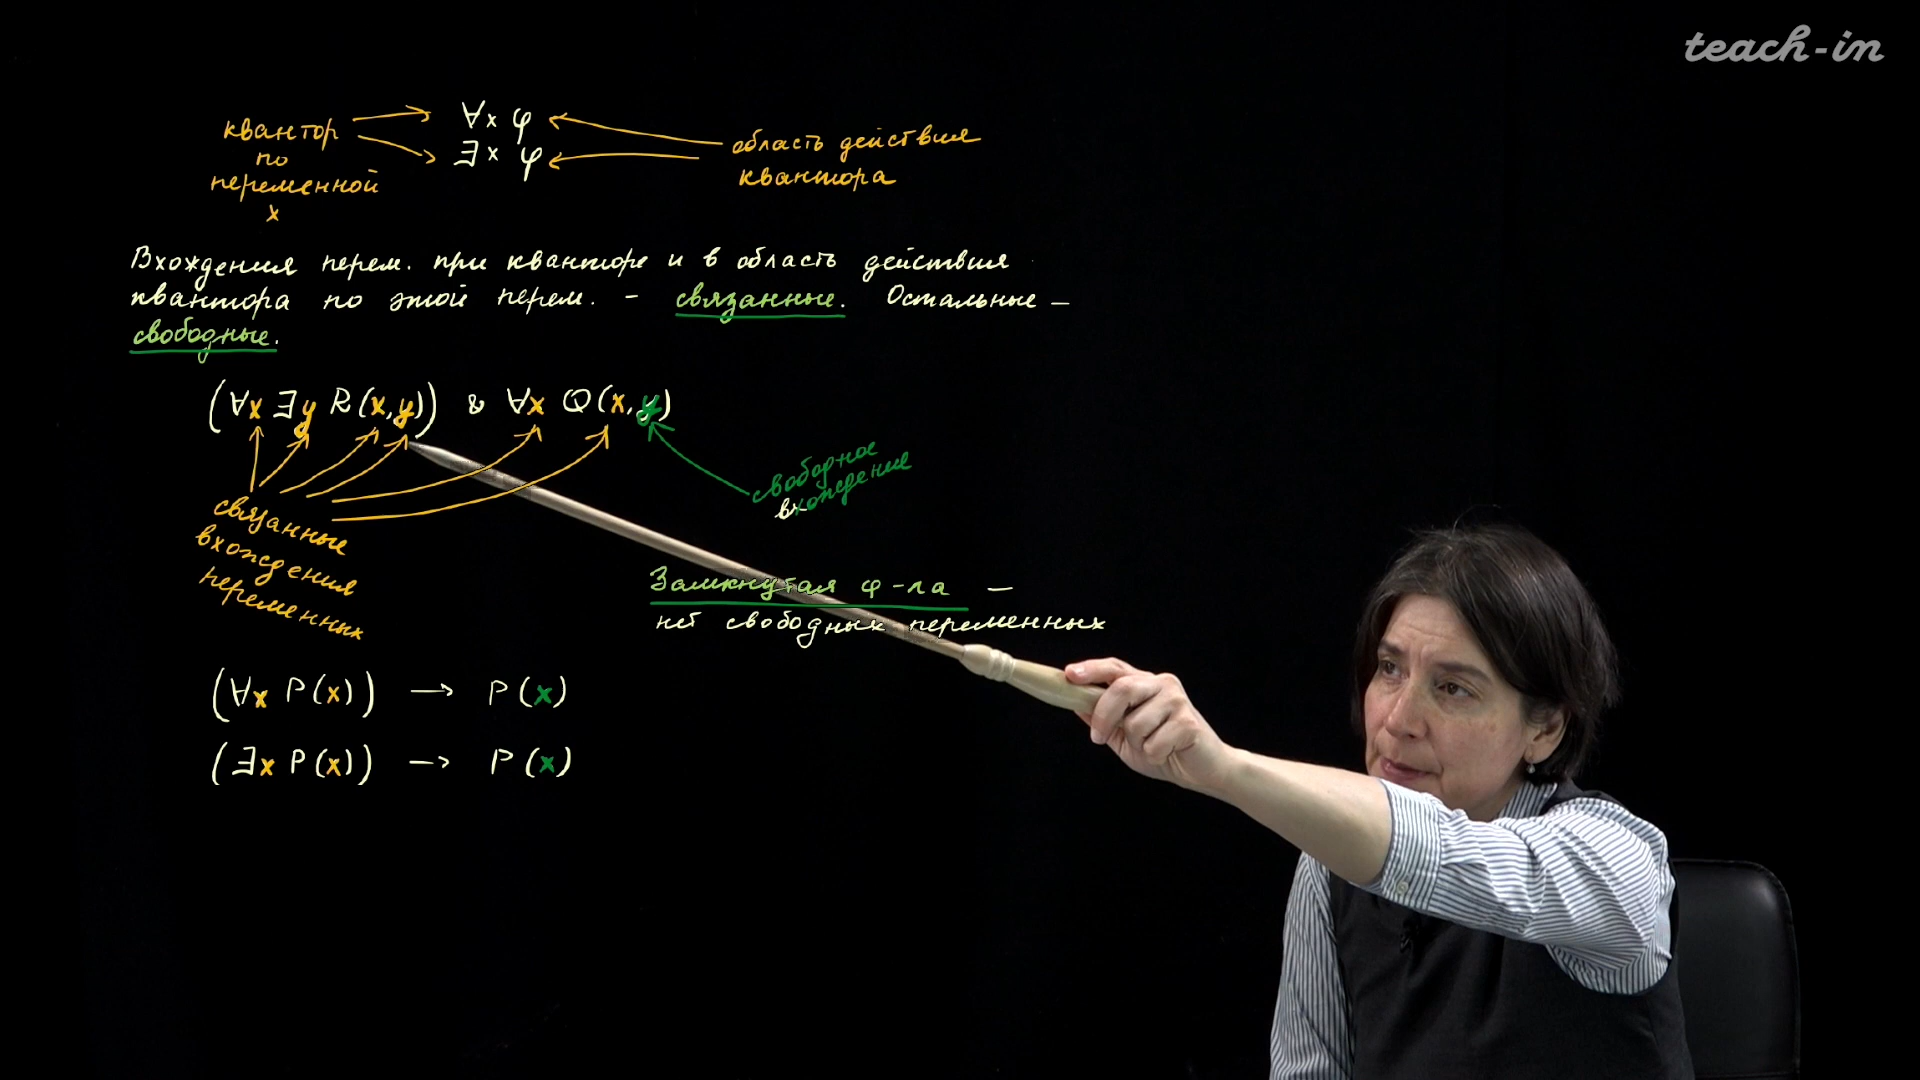 teach-in
∀x φ
∃x φ
квантор
по
переменной
x
область действия
квантора
Вхождения перем. при кванторе и в область действия
квантора по этой перем. – связанные. Остальные –
свободные.
(∀x ∃y R(x,y)) & ∀x Q(x,y)
связанные
вхождения
переменных
свободное
вхождение
Замкнутая ф-ла –
нет свободных переменных
(∀x P(x)) → P(x)
(∃x P(x)) → P(x)